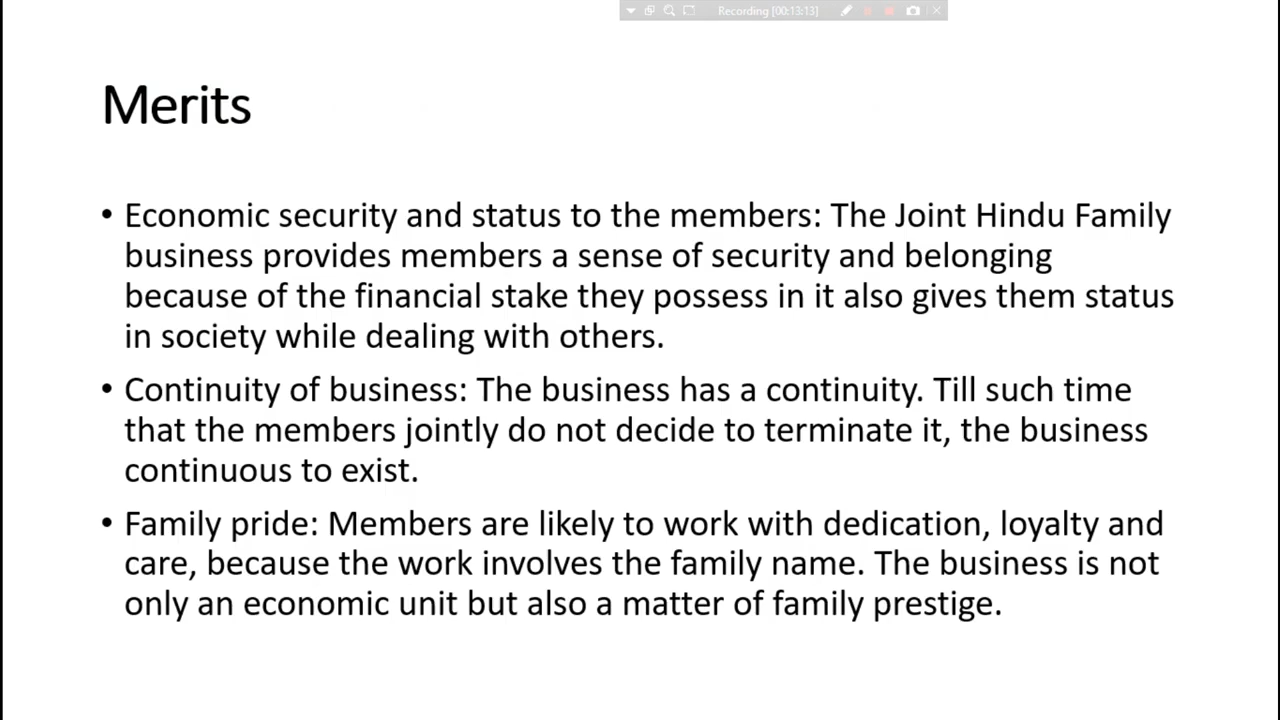 Recording [00:13:13]
Merits
• Economic security and status to the members: The Joint Hindu Family
business provides members a sense of security and belonging
because of the financial stake they possess in it also gives them status
in society while dealing with others.
• Continuity of business: The business has a continuity. Till such time
that the members jointly do not decide to terminate it, the business
continuous to exist.
• Family pride: Members are likely to work with dedication, loyalty and
care, because the work involves the family name. The business is not
only an economic unit but also a matter of family prestige.